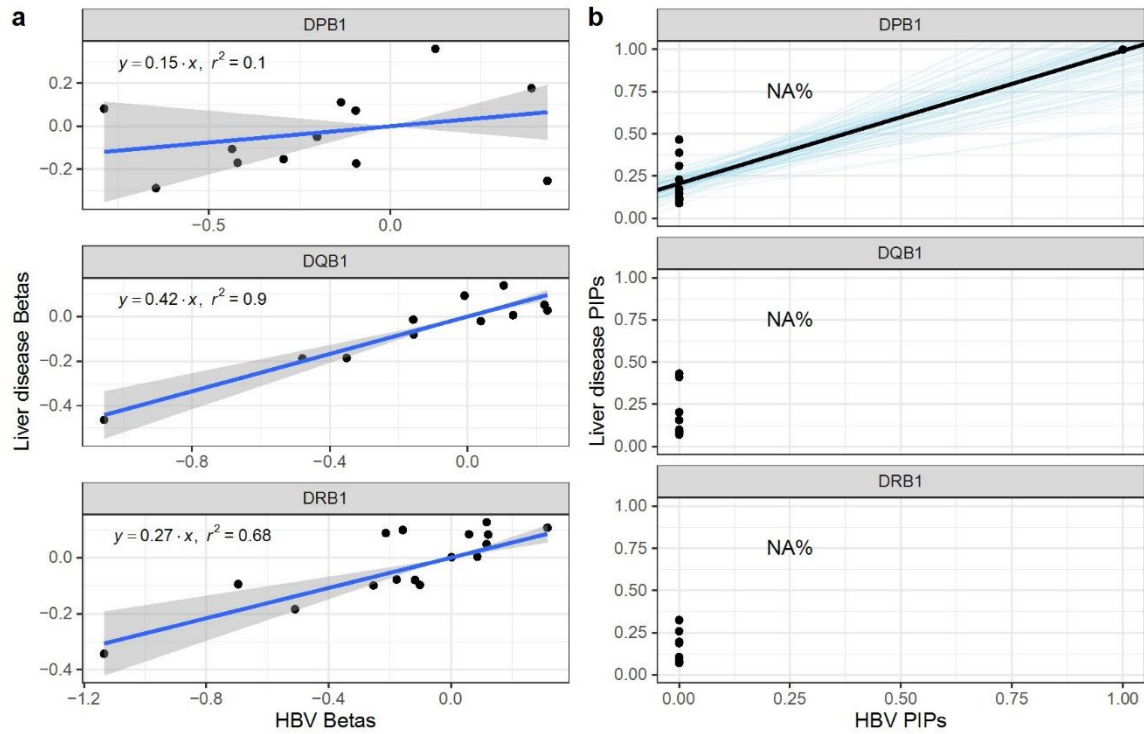 a
DPB1
y = 0.15 · x, r² = 0.1
0.2
0.0
−0.2
−0.5
0.0
DQB1
y = 0.42 · x, r² = 0.9
0.0
−0.2
−0.4
−0.8
−0.4
0.0
DRB1
y = 0.27 · x, r² = 0.68
0.0
−0.2
−0.4
−1.2
−0.8
−0.4
0.0
Liver disease Betas
HBV Betas
b
DPB1
NA%
1.00
0.75
0.50
0.25
0.00
DQB1
NA%
1.00
0.75
0.50
0.25
0.00
DRB1
NA%
1.00
0.75
0.50
0.25
0.00
0.00
0.25
0.50
0.75
1.00
Liver disease PIPs
HBV PIPs